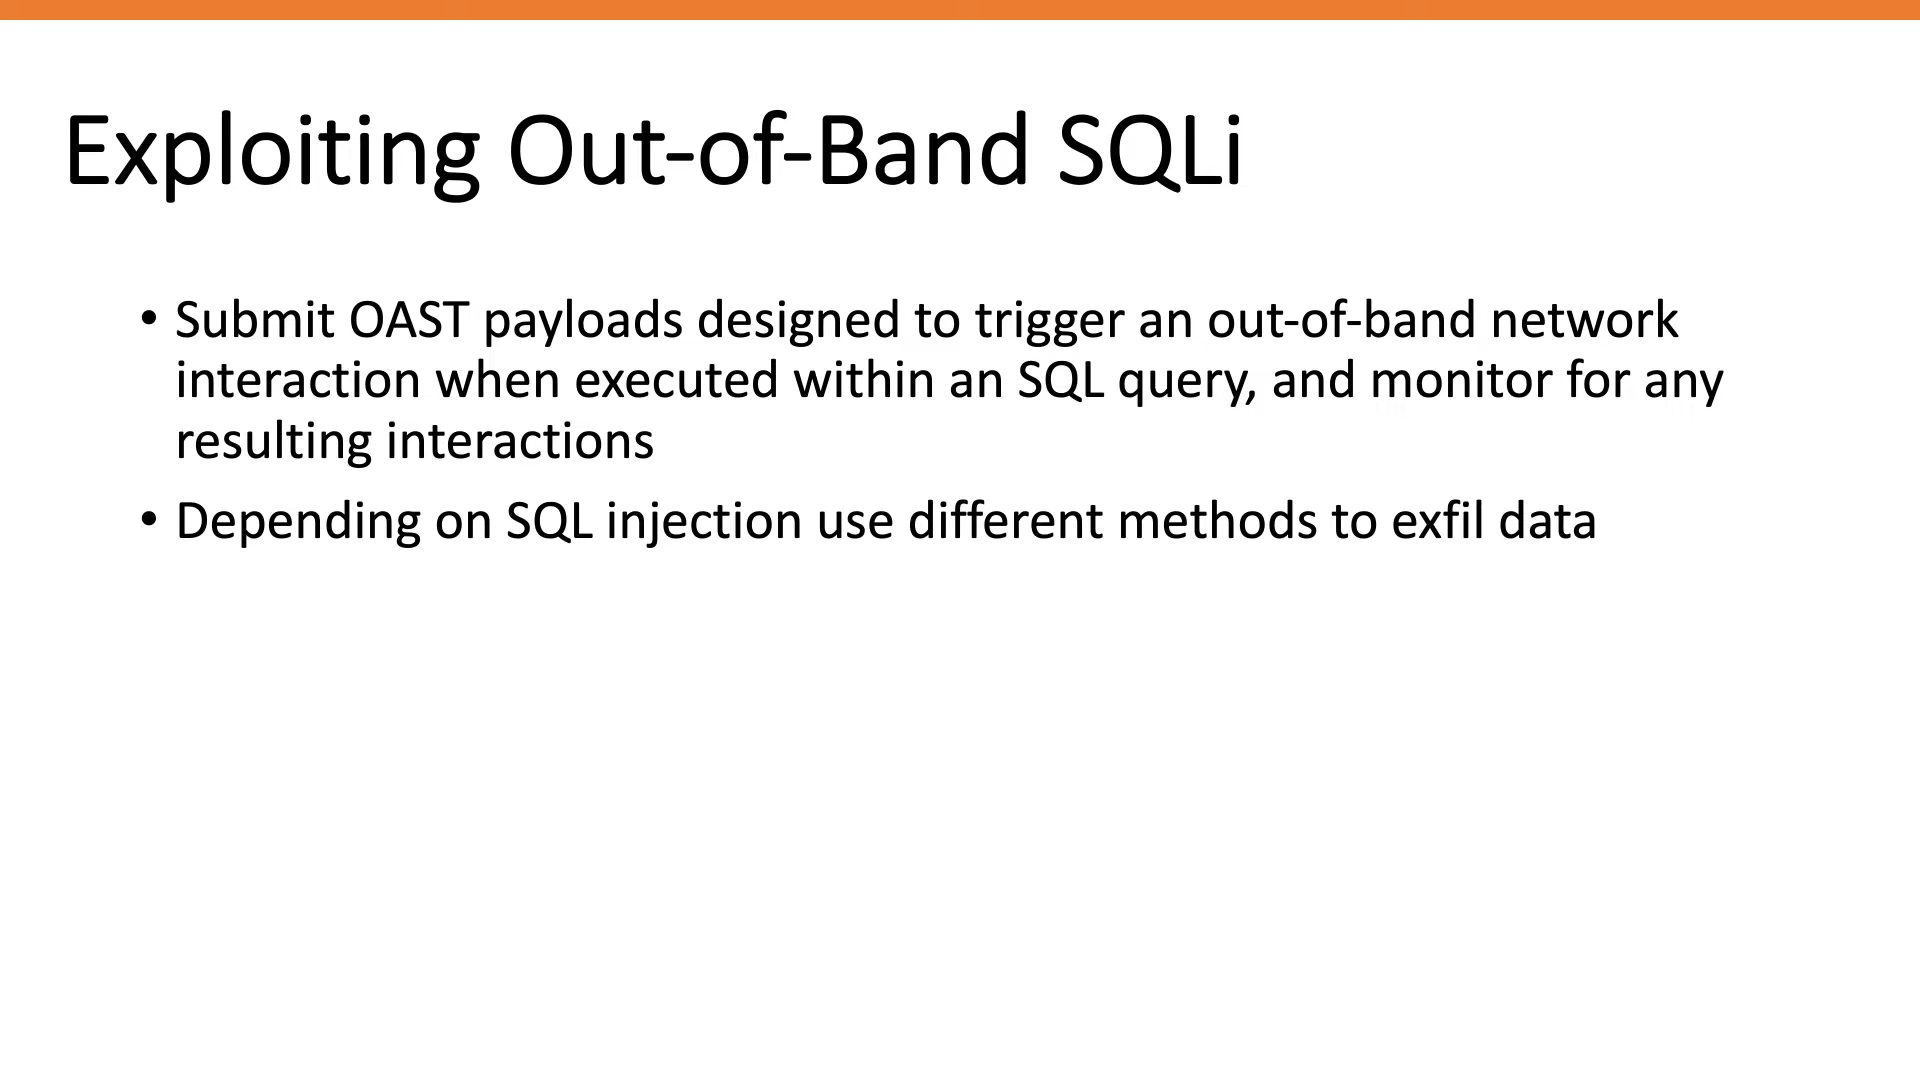 Exploiting Out-of-Band SQLi
• Submit OAST payloads designed to trigger an out-of-band network
interaction when executed within an SQL query, and monitor for any
resulting interactions
• Depending on SQL injection use different methods to exfil data